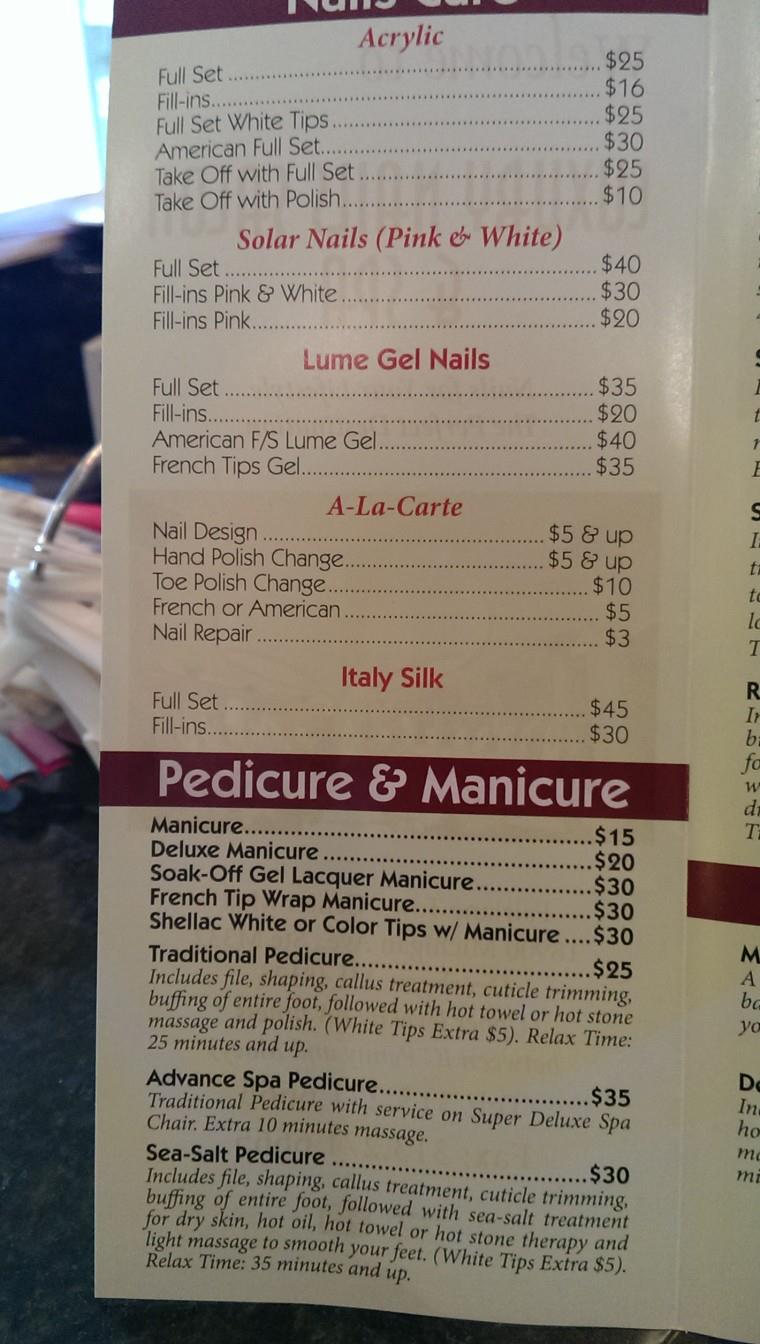 Nails Care
Acrylic
Full Set ........ $25
Fill-ins........ $16
Full Set White Tips ........ $25
American Full Set........ $30
Take Off with Full Set ........ $25
Take Off with Polish........ $10
Solar Nails (Pink & White)
Full Set ........ $40
Fill-ins Pink & White ........ $30
Fill-ins Pink........ $20
Lume Gel Nails
Full Set ........ $35
Fill-ins........ $20
American F/S Lume Gel........ $40
French Tips Gel........ $35
A-La-Carte
Nail Design ........ $5 & up
Hand Polish Change........ $5 & up
Toe Polish Change........ $10
French or American ........ $5
Nail Repair ........ $3
Italy Silk
Full Set ........ $45
Fill-ins........ $30
Pedicure & Manicure
Manicure........$15
Deluxe Manicure ........$20
Soak-Off Gel Lacquer Manicure........$30
French Tip Wrap Manicure........$30
Shellac White or Color Tips w/ Manicure ....$30
Traditional Pedicure........$25
Includes file, shaping, callus treatment, cuticle trimming,
buffing of entire foot, followed with hot towel or hot stone
massage and polish. (White Tips Extra $5). Relax Time:
25 minutes and up.
Advance Spa Pedicure........$35
Traditional Pedicure with service on Super Deluxe Spa
Chair. Extra 10 minutes massage.
Sea-Salt Pedicure ........$30
Includes file, shaping, callus treatment, cuticle trimming,
buffing of entire foot, followed with sea-salt treatment
for dry skin, hot oil, hot towel or hot stone therapy and
light massage to smooth your feet. (White Tips Extra $5).
Relax Time: 35 minutes and up.